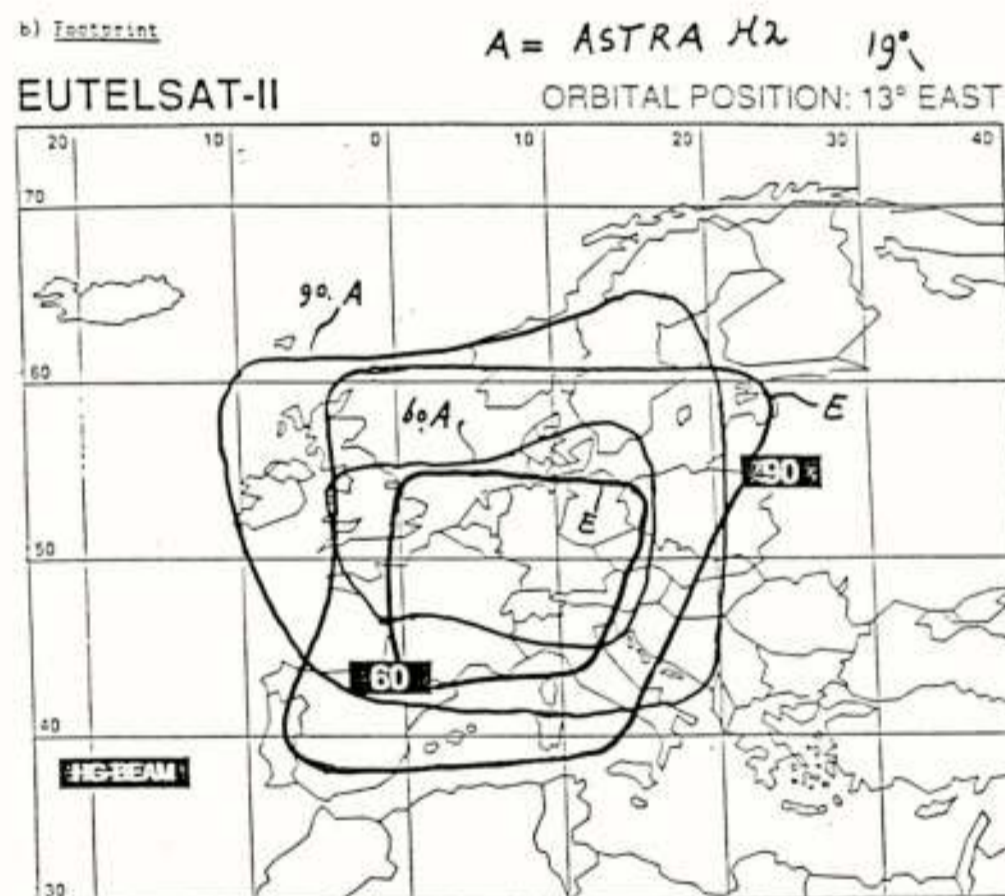 b) Footprint
A = ASTRA H2 19°
EUTELSAT-II
ORBITAL POSITION: 13° EAST
20 10 0 10 20 30 40
70
90. A
60
60 A
E
90 %
E
50
60
40
HG-BEAM
30